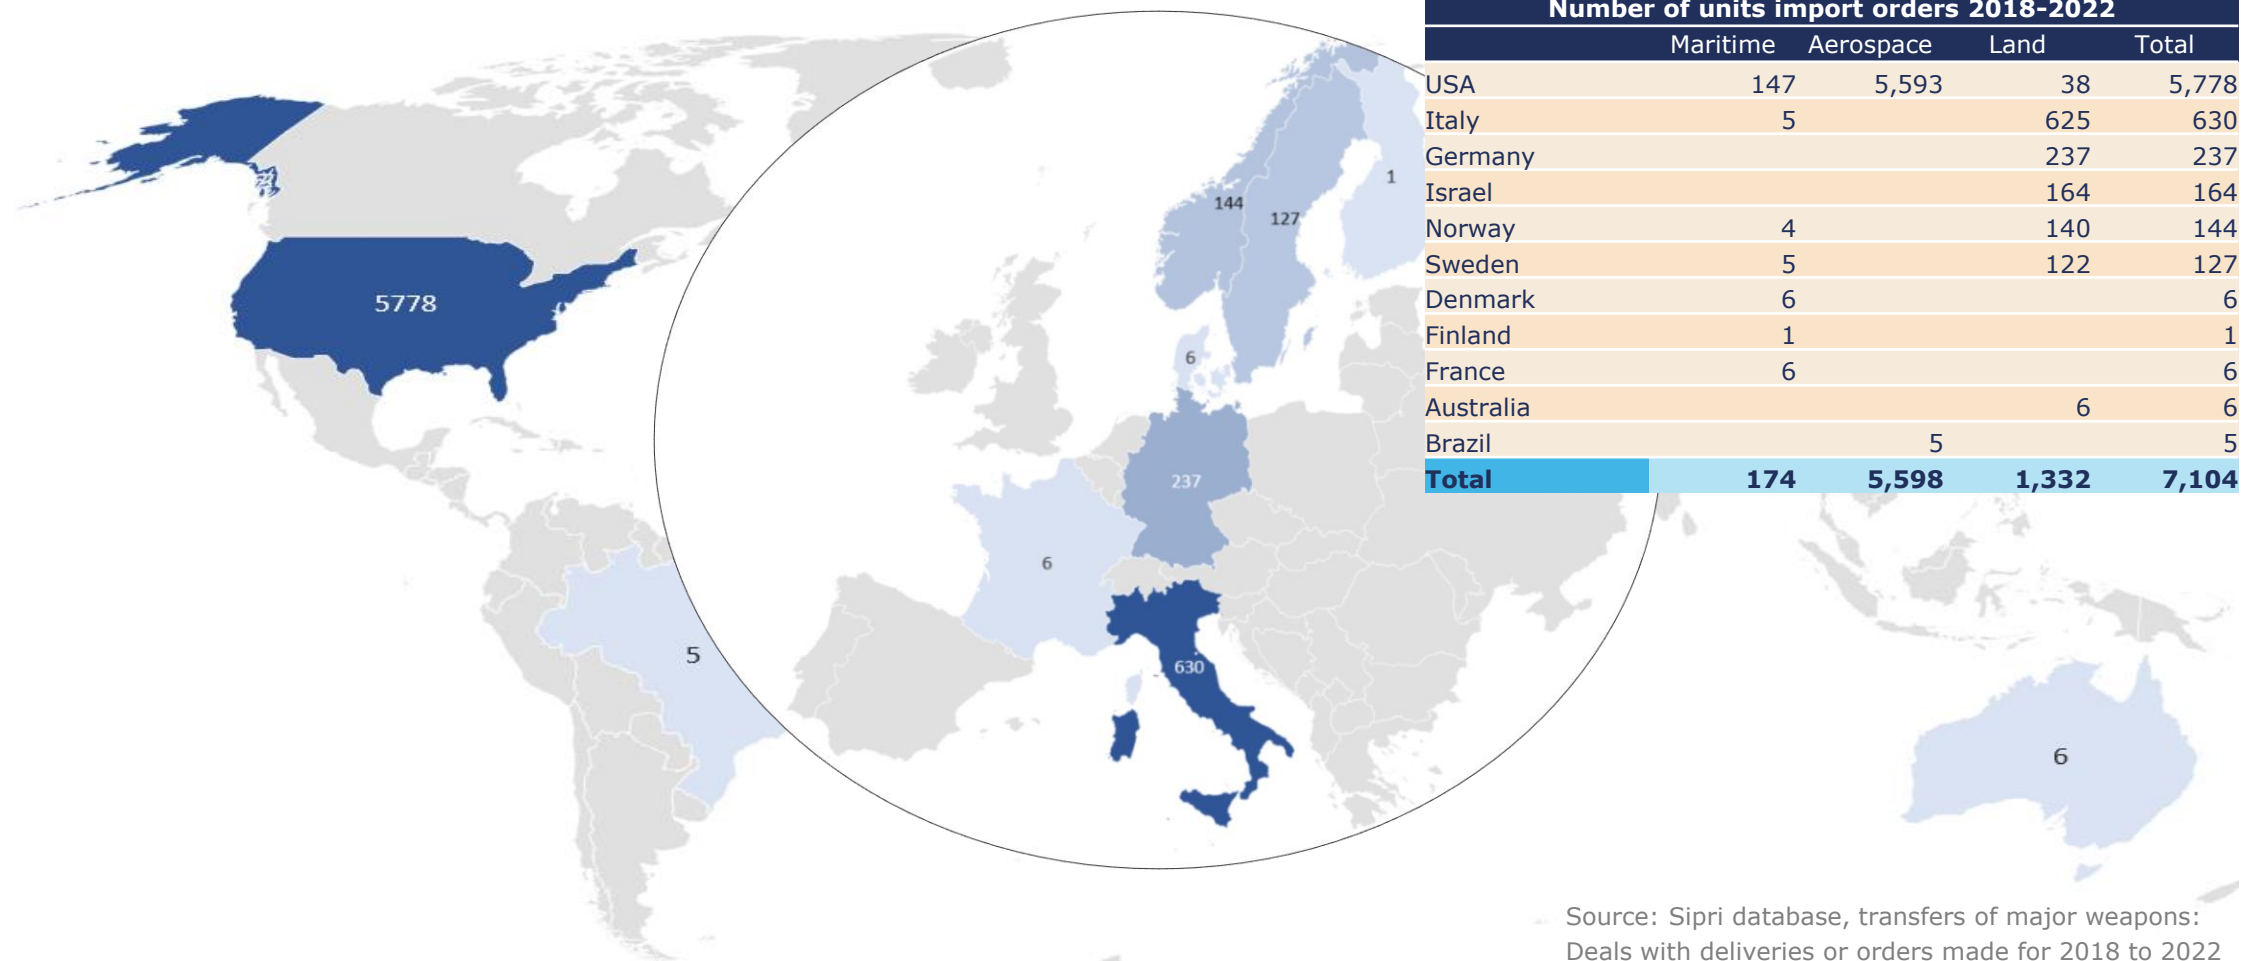 Number of units import orders 2018-2022
Maritime Aerospace Land Total
USA 147 5,593 38 5,778
Italy 5 625 630
Germany 237 237
Israel 164 164
Norway 4 140 144
Sweden 5 122 127
Denmark 6 6
Finland 1 1
France 6 6
Australia 6 6
Brazil 5 5
Total 174 5,598 1,332 7,104
1
144
127
5778
6
237
6
5
630
6
Source: Sipri database, transfers of major weapons:
Deals with deliveries or orders made for 2018 to 2022